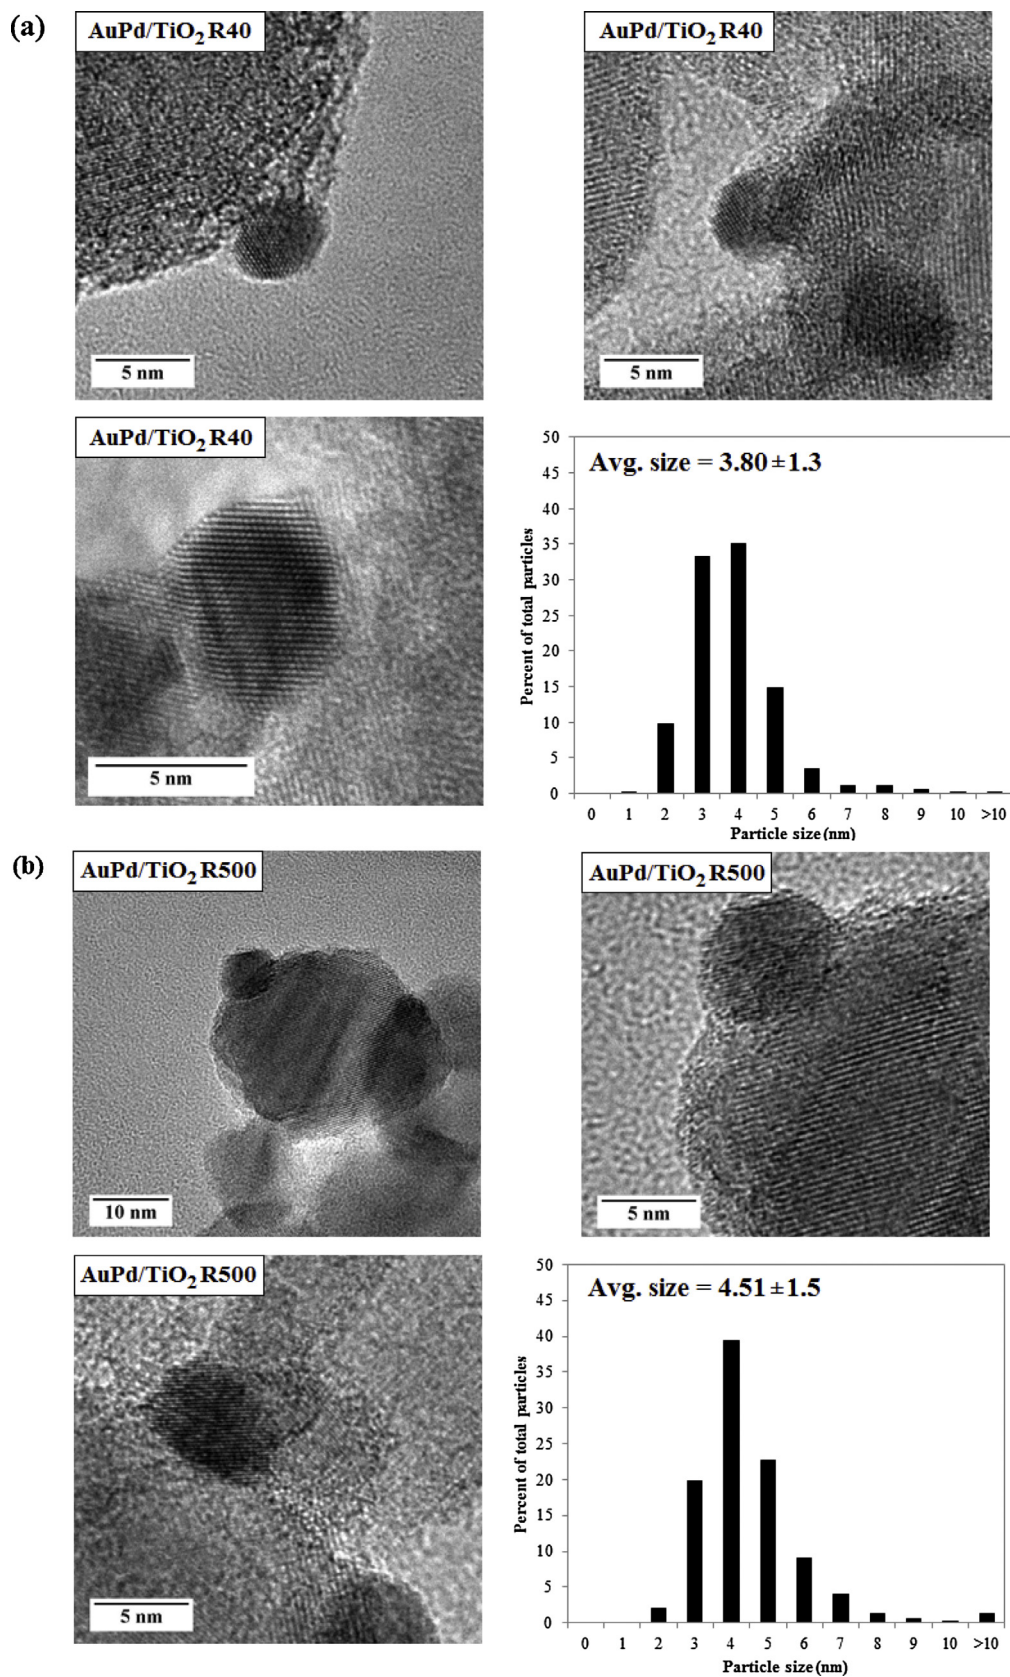 (a)
AuPd/TiO2 R40
5 nm
AuPd/TiO2 R40
5 nm
AuPd/TiO2 R40
5 nm
Avg. size = 3.80 ±1.3
Percent of total particles
50
45
40
35
30
25
20
15
10
5
0
0 1 2 3 4 5 6 7 8 9 10 >10
Particle size (nm)
(b)
AuPd/TiO2 R500
10 nm
AuPd/TiO2 R500
5 nm
AuPd/TiO2 R500
5 nm
Avg. size = 4.51 ±1.5
Percent of total particles
50
45
40
35
30
25
20
15
10
5
0
0 1 2 3 4 5 6 7 8 9 10 >10
Particle size (nm)